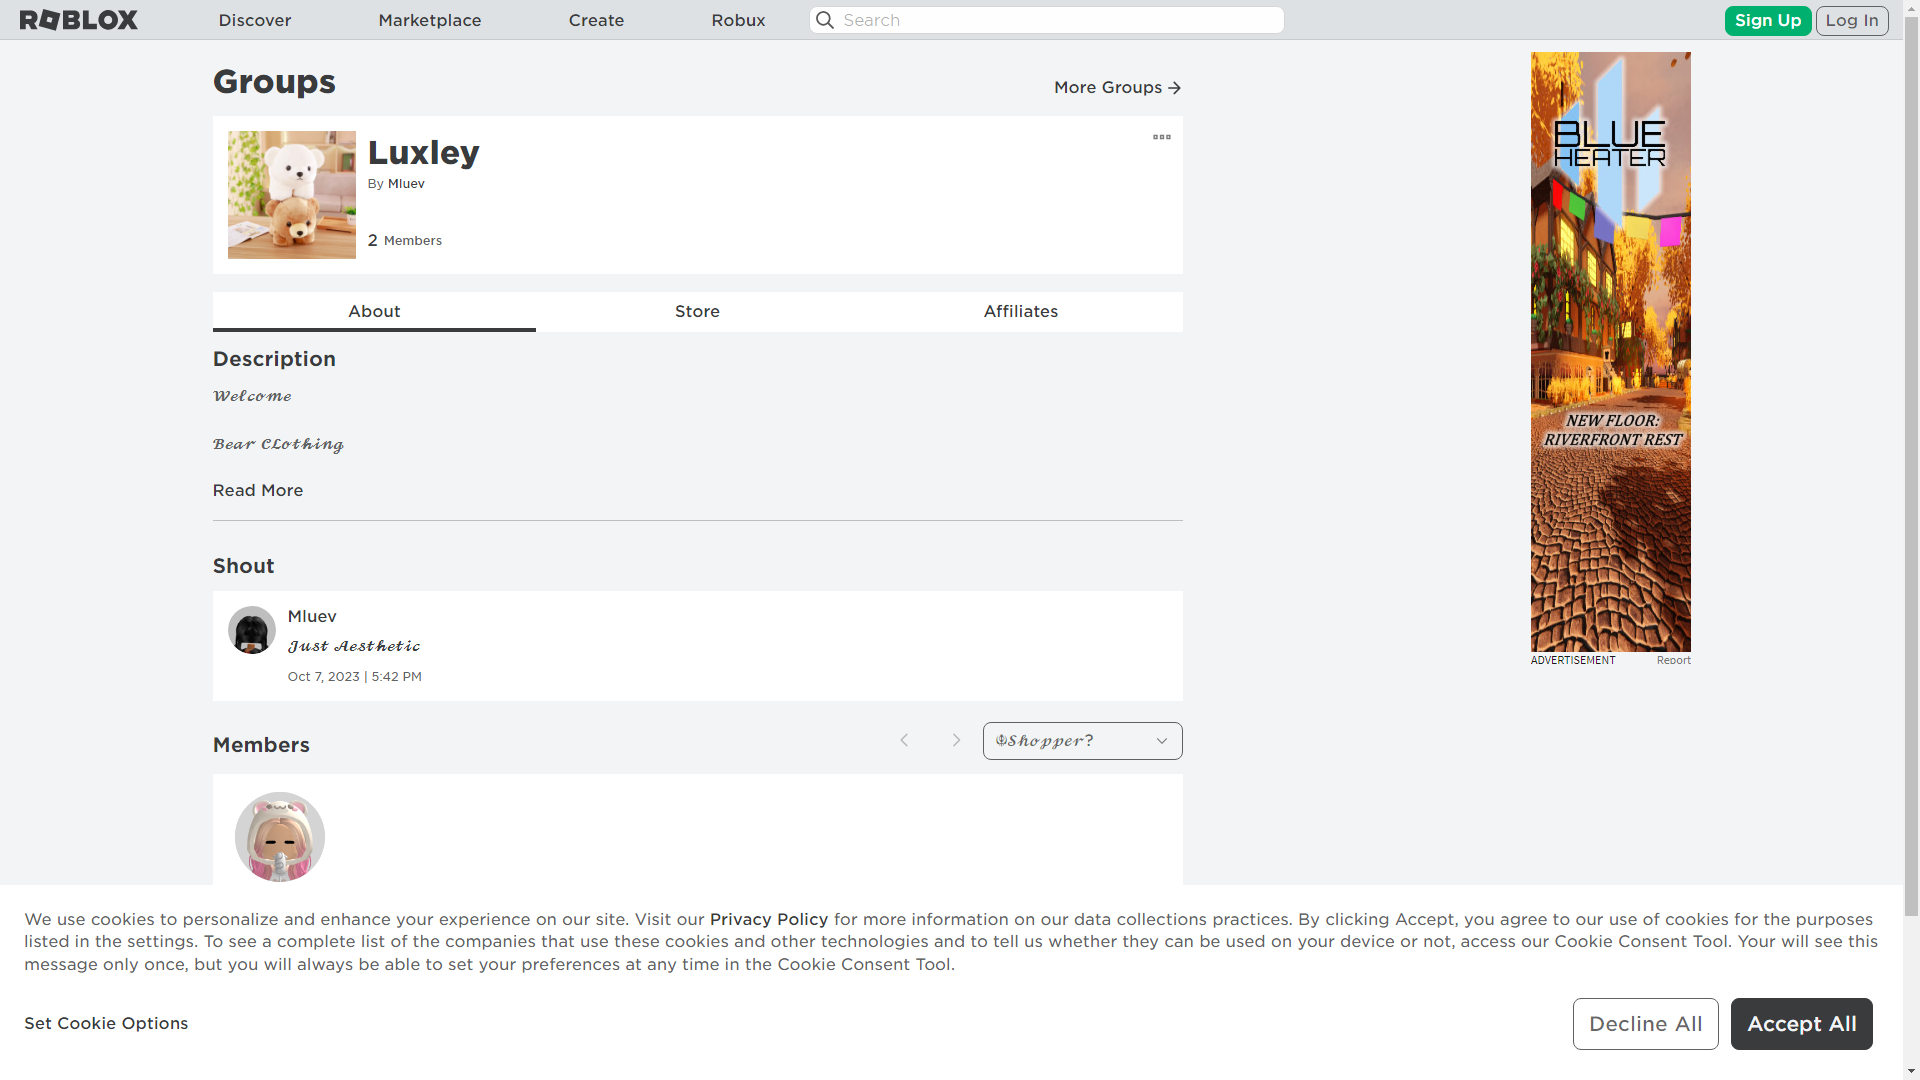 ROBLOX
Discover
Marketplace
Create
Robux
Search
Sign Up
Log In
Groups
More Groups
Luxley
By Mluev
2 Members
About
Store
Affiliates
Description
𝓦𝓮𝓵𝓬𝓸𝓶𝓮
𝓑𝓮𝓪𝓻 𝓒𝓛𝓸𝓽𝓱𝓲𝓷𝓰
Read More
Shout
Mluev
𝓙𝓾𝓼𝓽 𝓐𝓮𝓼𝓽𝓱𝓮𝓽𝓲𝓬
Oct 7, 2023 | 5:42 PM
Members
☬𝓢𝓱𝓸𝓹𝓹𝓮𝓻?
BLUE
HEATER
NEW FLOOR:
RIVERFRONT REST
ADVERTISEMENT
Report
We use cookies to personalize and enhance your experience on our site. Visit our Privacy Policy for more information on our data collections practices. By clicking Accept, you agree to our use of cookies for the purposes
listed in the settings. To see a complete list of the companies that use these cookies and other technologies and to tell us whether they can be used on your device or not, access our Cookie Consent Tool. Your will see this
message only once, but you will always be able to set your preferences at any time in the Cookie Consent Tool.
Set Cookie Options
Decline All
Accept All